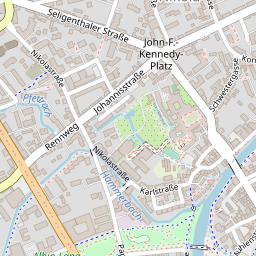 Seligenthaler Straße
John-F.-
Kennedy-
Platz
Nikolastraße
Johannisstraße
Schwestergasse
Pfettrach
Rennweg
Nikolastraße
Hammerbach
Karlstraße